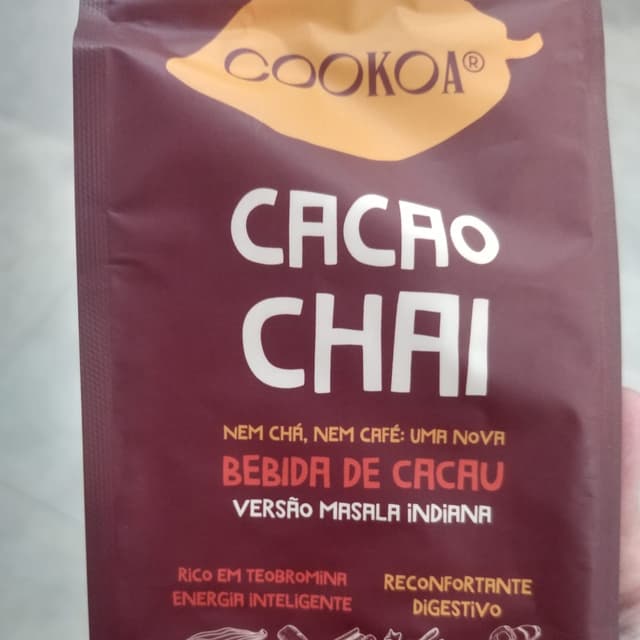 COOKOA®
CACAO
CHAI
NEM CHÁ, NEM CAFÉ: UMA NOVA
BEBIDA DE CACAU
VERSÃO MASALA INDIANA
RICO EM TEOBROMINA
ENERGIA INTELIGENTE
RECONFORTANTE
DIGESTIVO